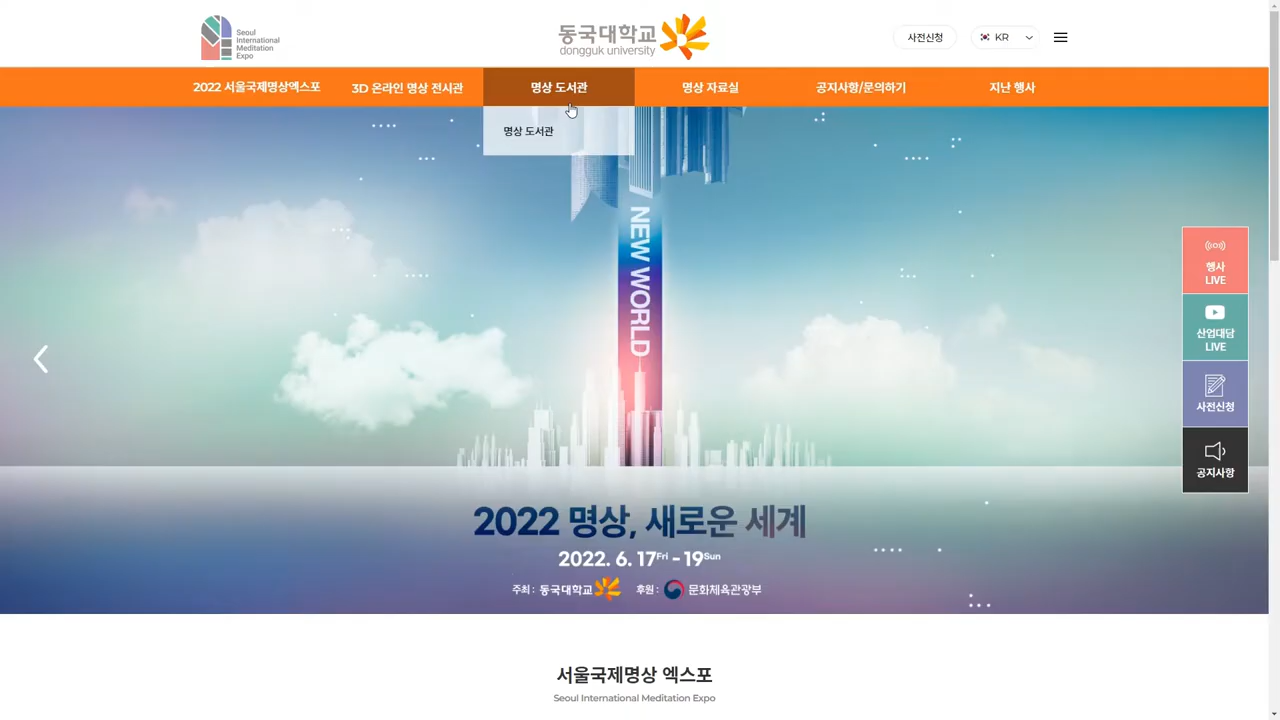 Seoul
International
Meditation
Expo
동국대학교
dongguk university
사전신청
KR
2022 서울국제명상엑스포
3D 온라인 명상 전시관
명상 도서관
명상 자료실
공지사항/문의하기
지난 행사
명상 도서관
NEW WORLD
행사
LIVE
산업대담
LIVE
사전신청
공지사항
2022 명상, 새로운 세계
2022. 6. 17Fri - 19Sun
주최 : 동국대학교 후원 : 문화체육관광부
서울국제명상 엑스포
Seoul International Meditation Expo